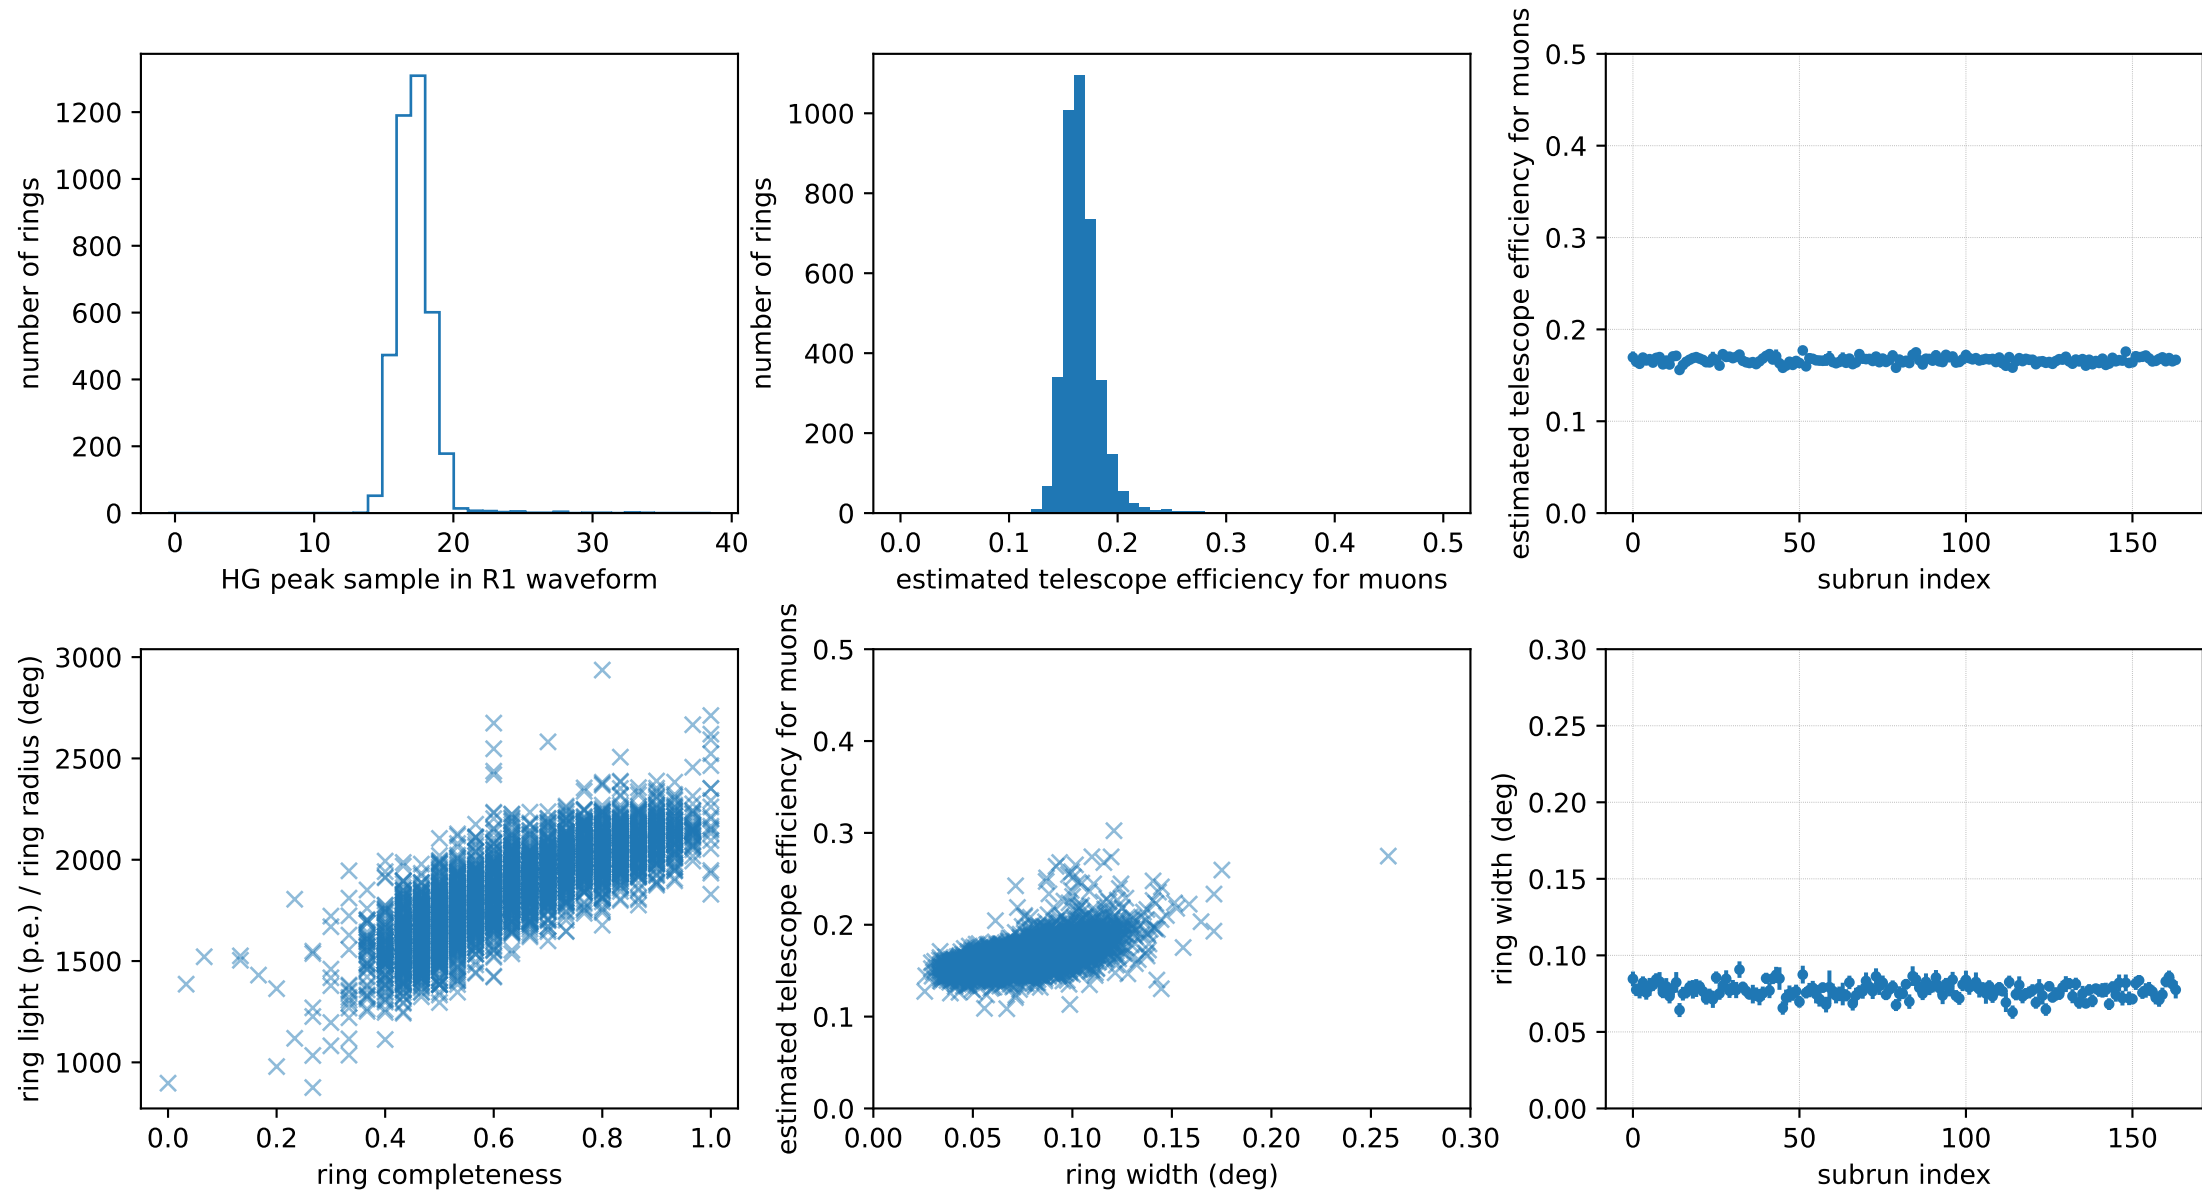 number of rings
1200
1000
800
600
400
200
0
0 10 20 30 40
HG peak sample in R1 waveform
number of rings
1000
800
600
400
200
0
0.0 0.1 0.2 0.3 0.4 0.5
estimated telescope efficiency for muons
estimated telescope efficiency for muons
0.5
0.4
0.3
0.2
0.1
0.0
0 50 100 150
subrun index
ring light (p.e.) / ring radius (deg)
3000
2500
2000
1500
1000
0.0 0.2 0.4 0.6 0.8 1.0
ring completeness
estimated telescope efficiency for muons
0.5
0.4
0.3
0.2
0.1
0.0
0.00 0.05 0.10 0.15 0.20 0.25 0.30
ring width (deg)
ring width (deg)
0.30
0.25
0.20
0.15
0.10
0.05
0.00
0 50 100 150
subrun index